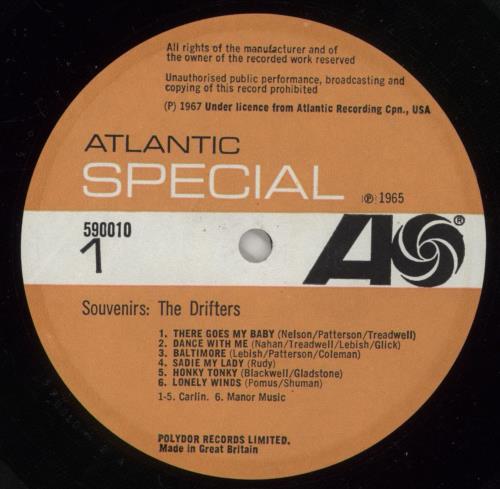 All rights of the manufacturer and of
the owner of the recorded work reserved
Unauthorised public performance, broadcasting and
copying of this record prohibited
(P) 1967 Under licence from Atlantic Recording Cpn., USA
ATLANTIC
SPECIAL
(P) 1965
590010
1
A®
Souvenirs: The Drifters
1. THERE GOES MY BABY (Nelson/Patterson/Treadwell)
2. DANCE WITH ME (Nahan/Treadwell/Lebish/Glick)
3. BALTIMORE (Lebish/Patterson/Coleman)
4. SADIE MY LADY (Rudy)
5. HONKY TONKY (Blackwell/Gladstone)
6. LONELY WINDS (Pomus/Shuman)
1-5. Carlin. 6. Manor Music
POLYDOR RECORDS LIMITED.
Made in Great Britain